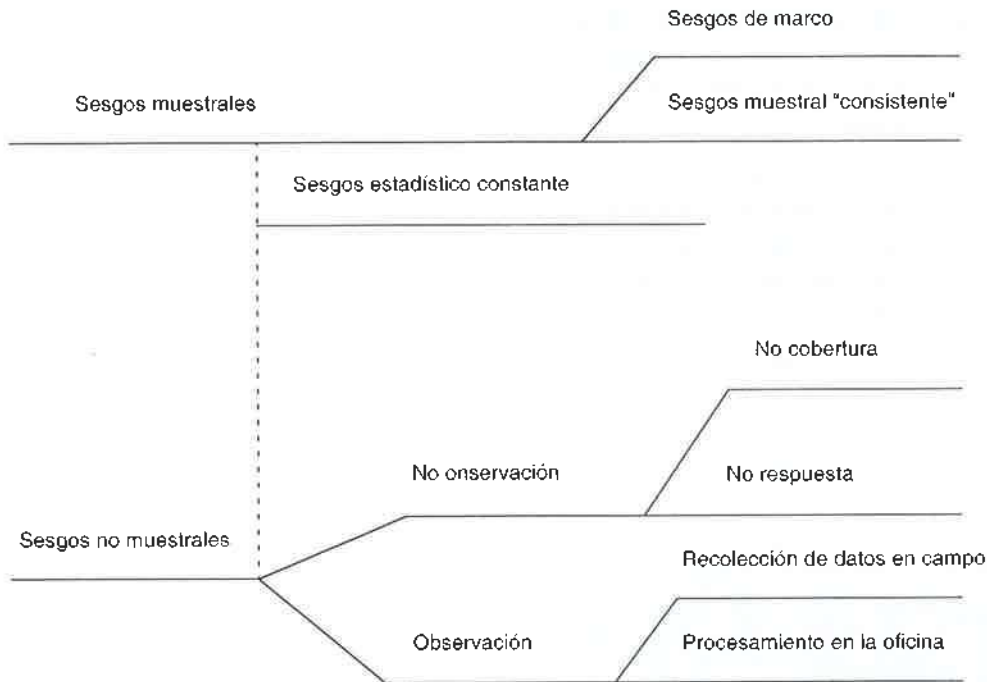 Sesgos de marco
Sesgos muestrales
Sesgos muestral "consistente"
Sesgos estadístico constante
No cobertura
No onservación
No respuesta
Sesgos no muestrales
Recolección de datos en campo
Observación
Procesamiento en la oficina